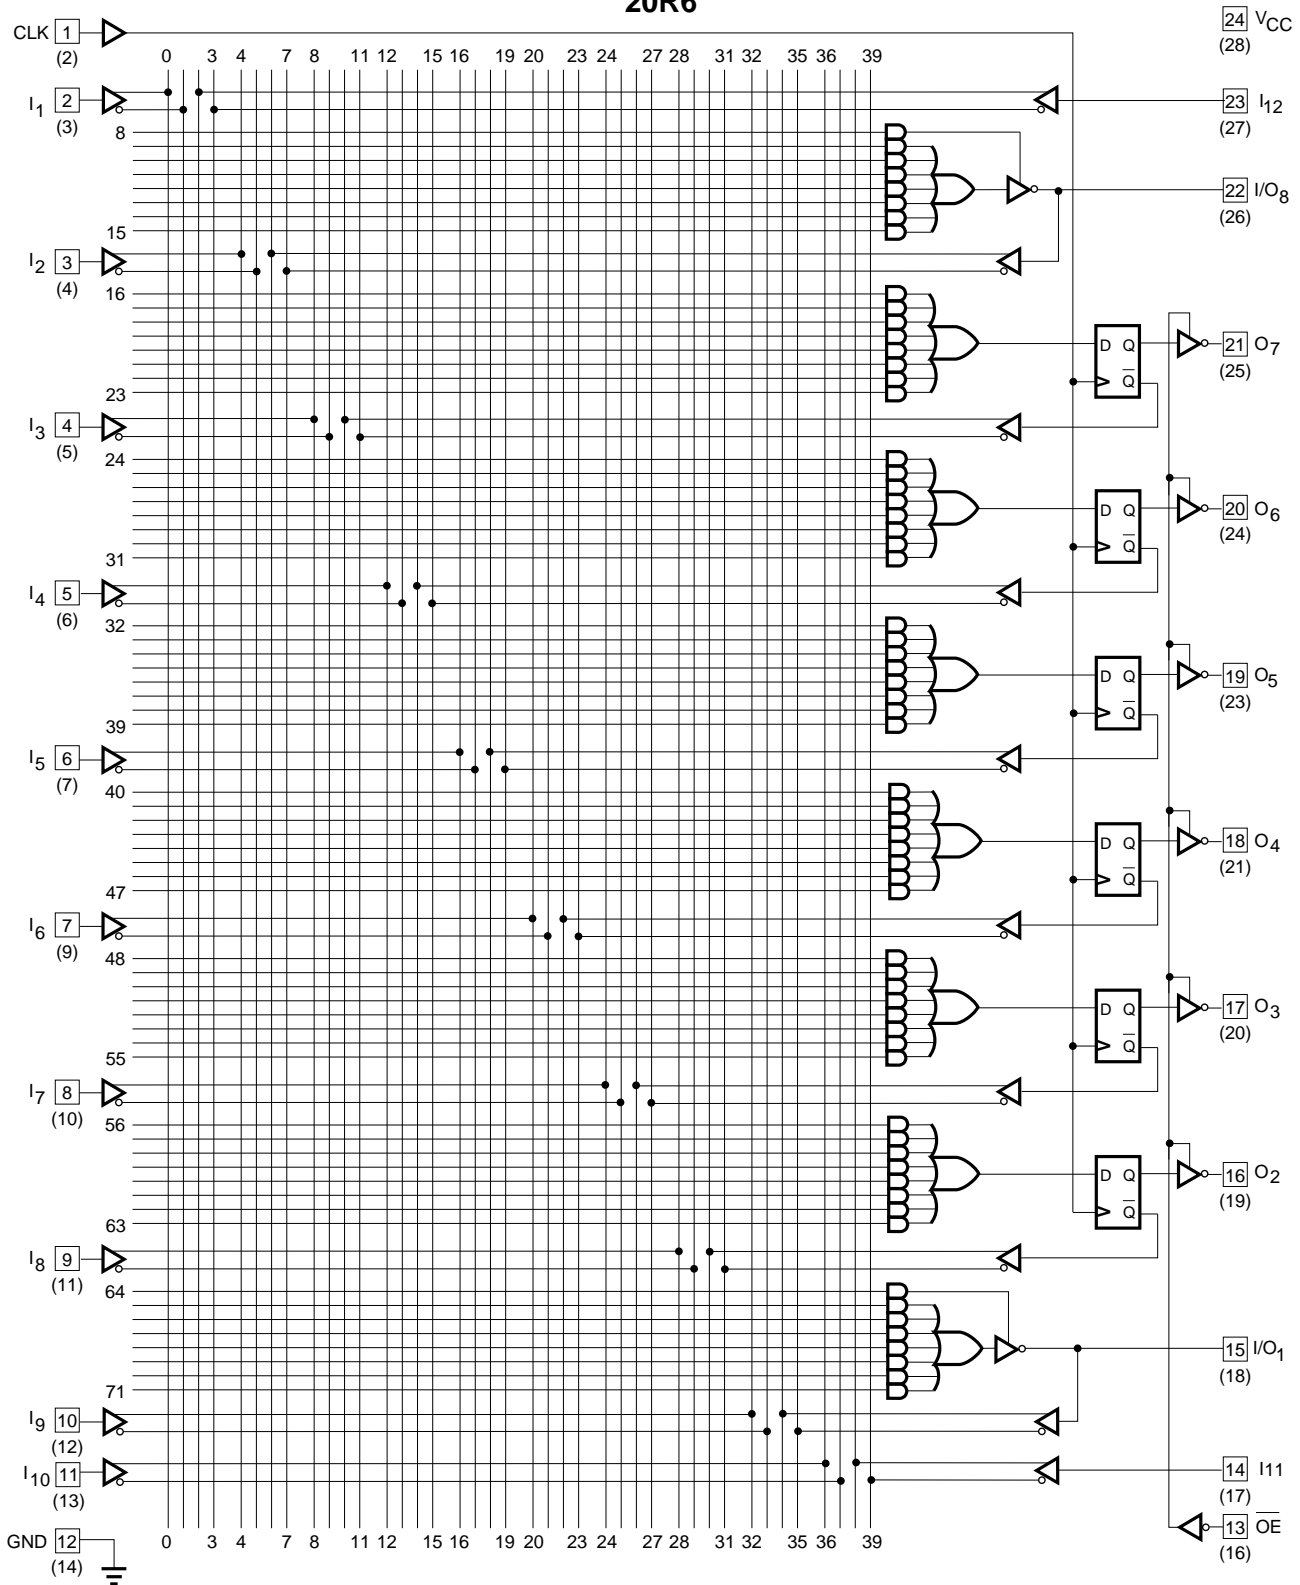 20R6
CLK 1 24 VCC
(2) 0 3 4 7 8 11 12 15 16 19 20 23 24 27 28 31 32 35 36 39 (28)
I1 2 23 I12
(3) (27)
8
22 I/O8
(26)
15
I2 3
(4)
16
D Q 21 O7
Q (25)
23
I3 4
(5)
24
D Q 20 O6
Q (24)
31
I4 5
(6)
32
D Q 19 O5
Q (23)
39
I5 6
(7)
40
D Q 18 O4
Q (21)
47
I6 7
(9)
48
D Q 17 O3
Q (20)
55
I7 8
(10)
56
D Q 16 O2
Q (19)
63
I8 9
(11)
64
15 I/O1
(18)
71
I9 10
(12)
I10 11 14 I11
(13) (17)
13 OE
GND 12 0 3 4 7 8 11 12 15 16 19 20 23 24 27 28 31 32 35 36 39 (16)
(14)